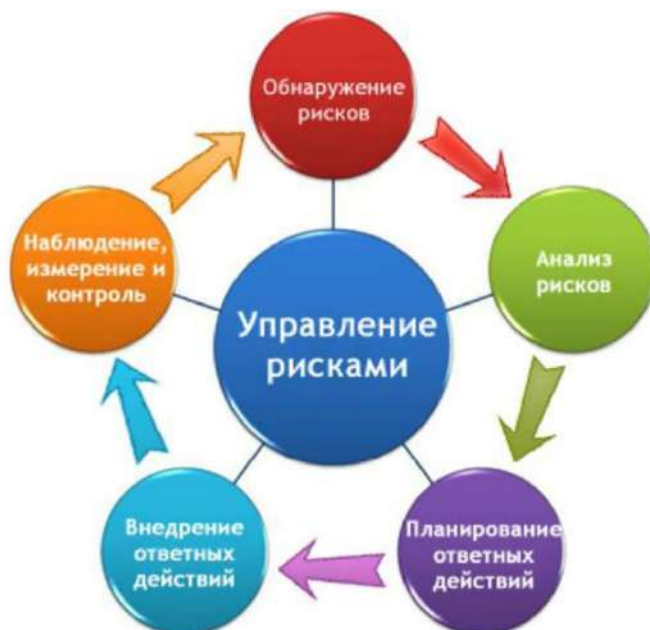 Обнаружение
рисков
Наблюдение,
измерение и
контроль
Анализ
рисков
Управление
рисками
Внедрение
ответных
действий
Планирование
ответных
действий